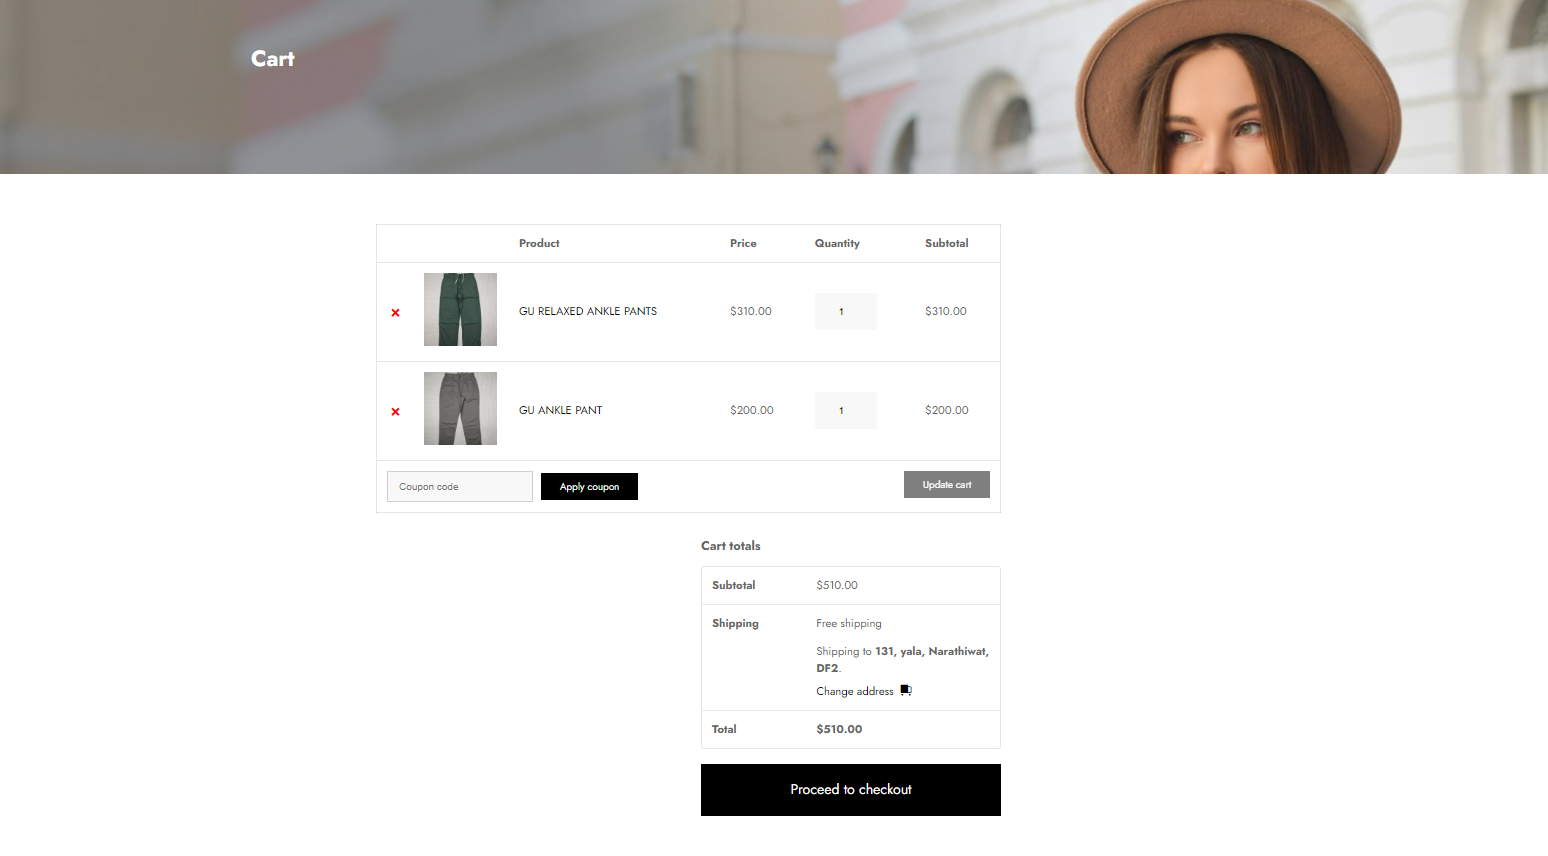 Cart
Product Price Quantity Subtotal
× GU RELAXED ANKLE PANTS $310.00 1 $310.00
× GU ANKLE PANT $200.00 1 $200.00
Coupon code Apply coupon Update cart
Cart totals
Subtotal $510.00
Shipping Free shipping
Shipping to 131, yala, Narathiwat,
DF2.
Change address
Total $510.00
Proceed to checkout